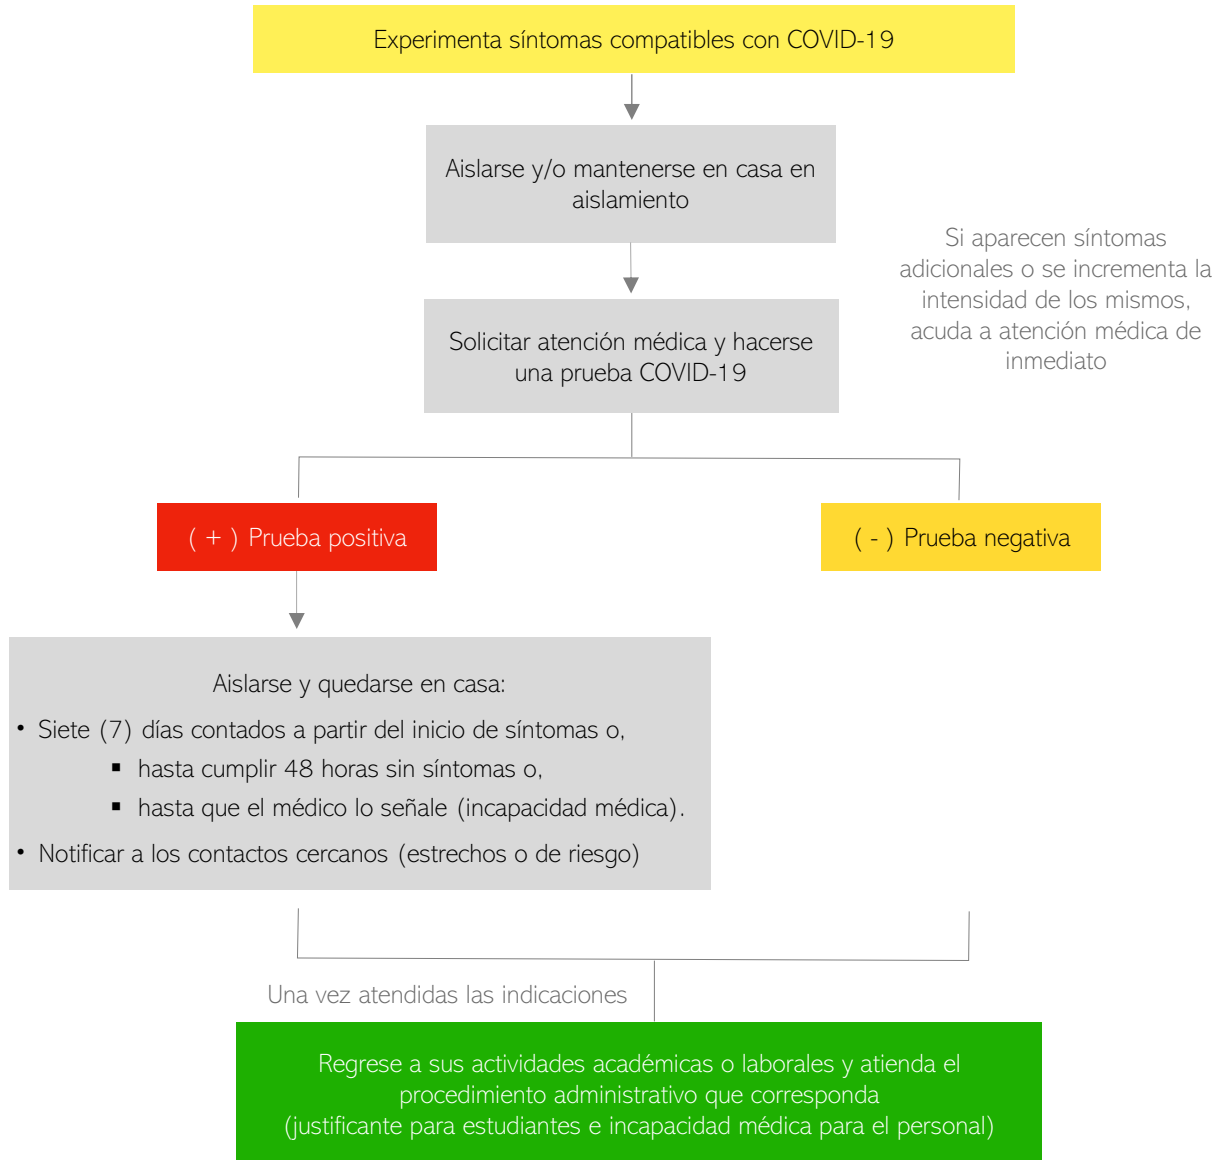 Experimenta síntomas compatibles con COVID-19
Aislarse y/o mantenerse en casa en
aislamiento
Si aparecen síntomas
adicionales o se incrementa la
intensidad de los mismos,
acuda a atención médica de
inmediato
Solicitar atención médica y hacerse
una prueba COVID-19
( + ) Prueba positiva
( - ) Prueba negativa
Aislarse y quedarse en casa:
• Siete (7) días contados a partir del inicio de síntomas o,
▪ hasta cumplir 48 horas sin síntomas o,
▪ hasta que el médico lo señale (incapacidad médica).
• Notificar a los contactos cercanos (estrechos o de riesgo)
Una vez atendidas las indicaciones
Regrese a sus actividades académicas o laborales y atienda el
procedimiento administrativo que corresponda
(justificante para estudiantes e incapacidad médica para el personal)